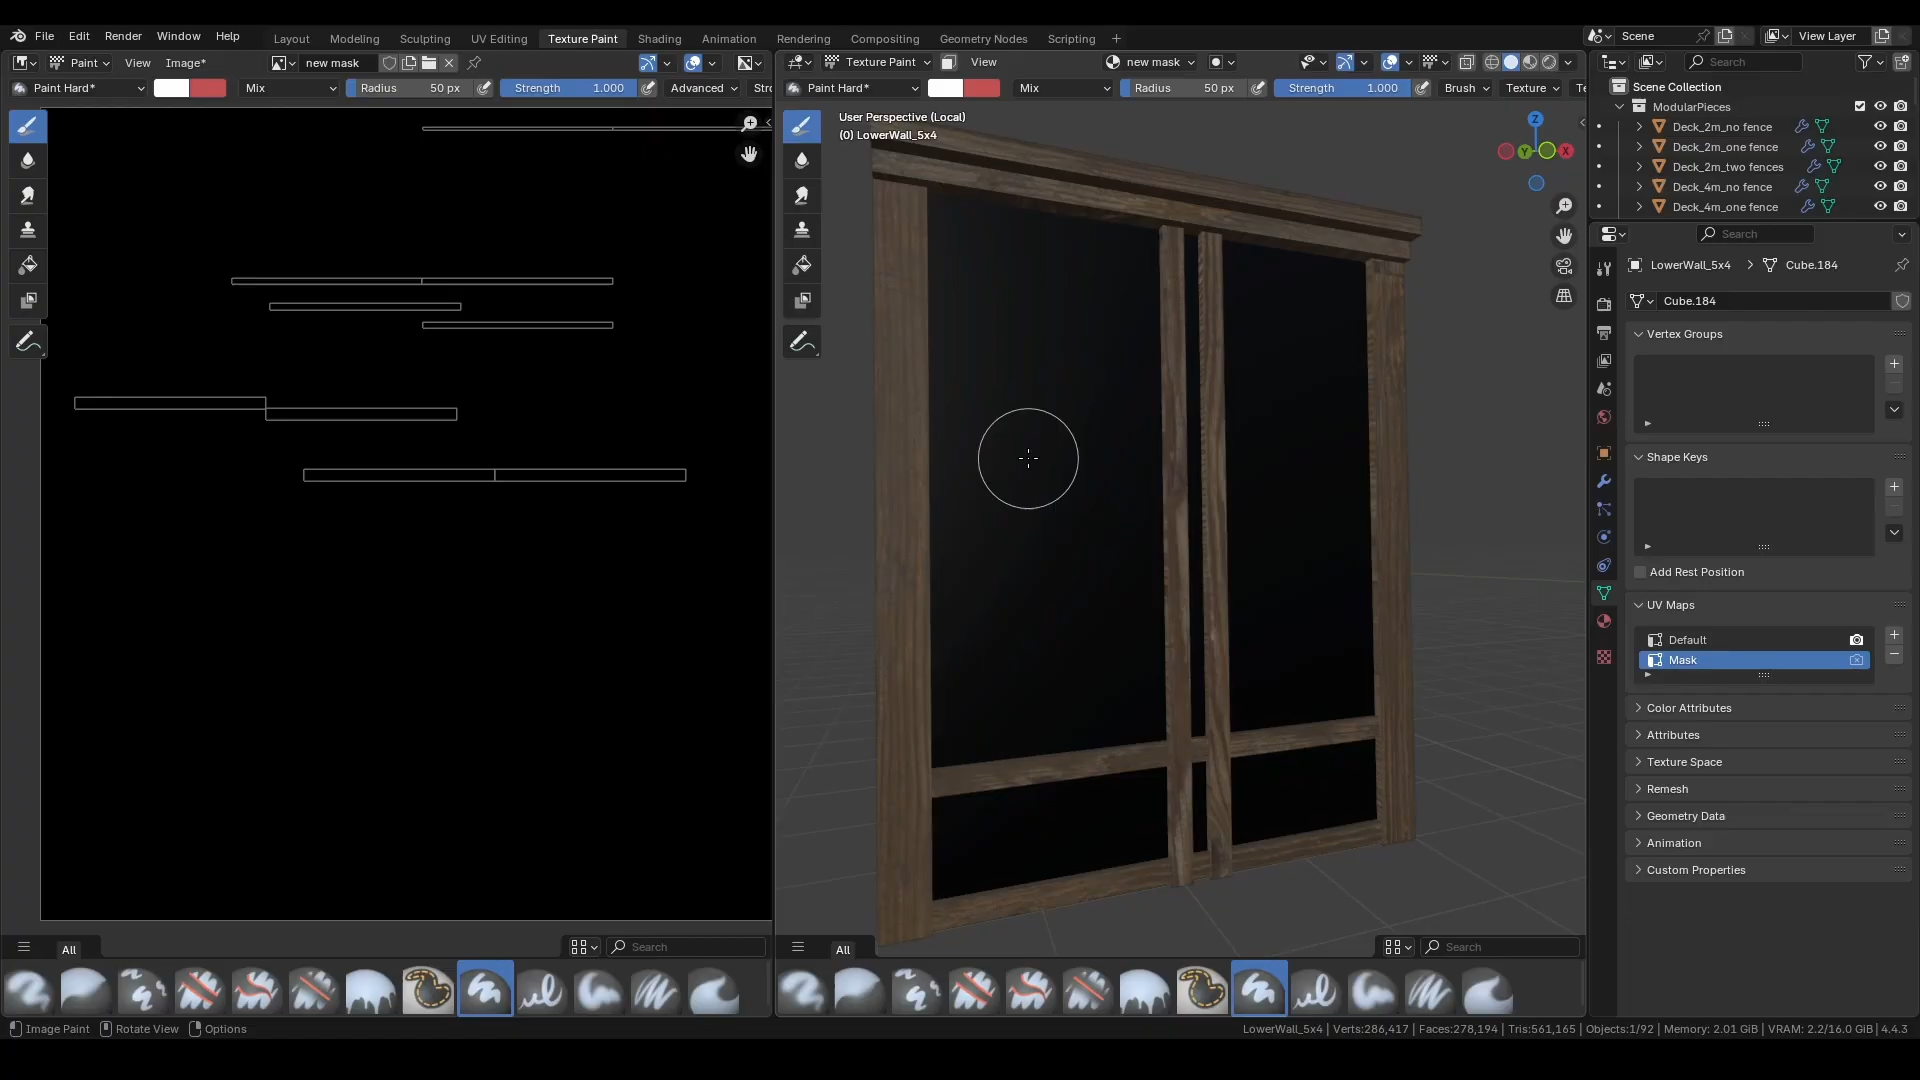 File Edit Render Window Help
Layout Modeling Sculpting UV Editing Texture Paint Shading Animation Rendering Compositing Geometry Nodes Scripting +
Scene
View Layer
Paint View Image* new mask
Texture Paint View new mask
Search
Paint Hard* Mix Radius 50 px Strength 1.000 Advanced Strc
Paint Hard* Mix Radius 50 px Strength 1.000 Brush Texture Te
Scene Collection
ModularPieces
Deck_2m_no fence
Deck_2m_one fence
Deck_2m_two fences
Deck_4m_no fence
Deck_4m_one fence
User Perspective (Local)
(0) LowerWall_5x4
Z
Y
X
Search
LowerWall_5x4 > Cube.184
Cube.184
Vertex Groups
Shape Keys
Add Rest Position
UV Maps
Default
Mask
Color Attributes
Attributes
Texture Space
Remesh
Geometry Data
Animation
Custom Properties
All Search
All Search
Image Paint Rotate View Options
LowerWall_5x4 | Verts:286,417 | Faces:278,194 | Tris:561,165 | Objects:1/92 | Memory: 2.01 GiB | VRAM: 2.2/16.0 GiB | 4.4.3